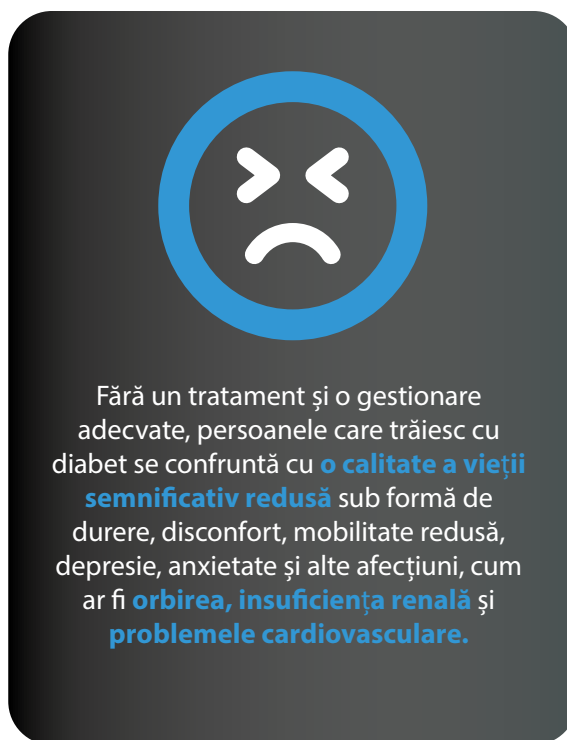 Fără un tratament și o gestionare
adecvate, persoanele care trăiesc cu
diabet se confruntă cu o calitate a vieții
semnificativ redusă sub formă de
durere, disconfort, mobilitate redusă,
depresie, anxietate și alte afecțiuni, cum
ar fi orbirea, insuficiența renală și
problemele cardiovasculare.